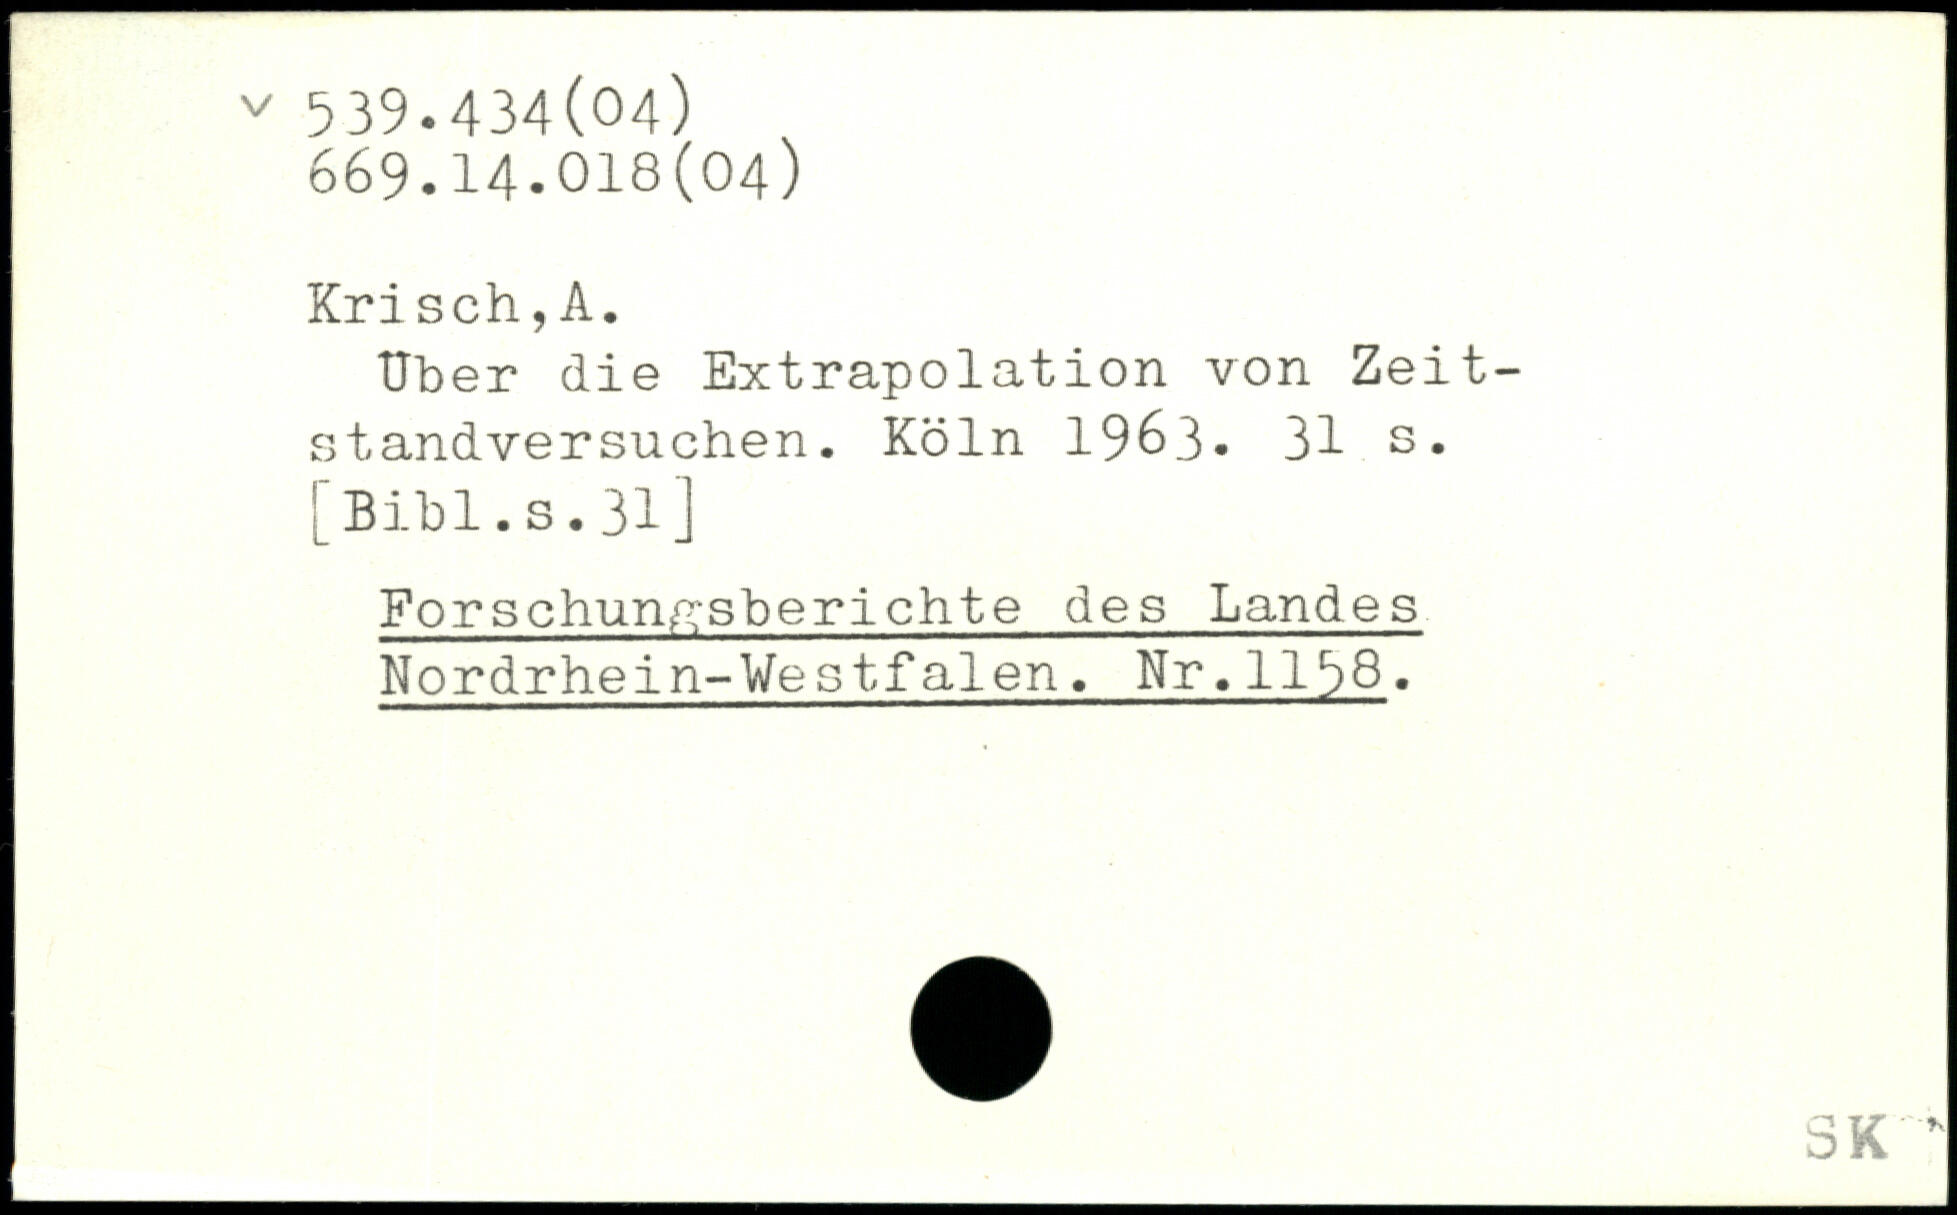 v 539.434(04)
669.14.018(04)
Krisch,A.
Über die Extrapolation von Zeit-
standversuchen. Köln 1963. 31 s.
[Bibl.s.31]
Forschungsberichte des Landes
Nordrhein-Westfalen. Nr.1158.
SK